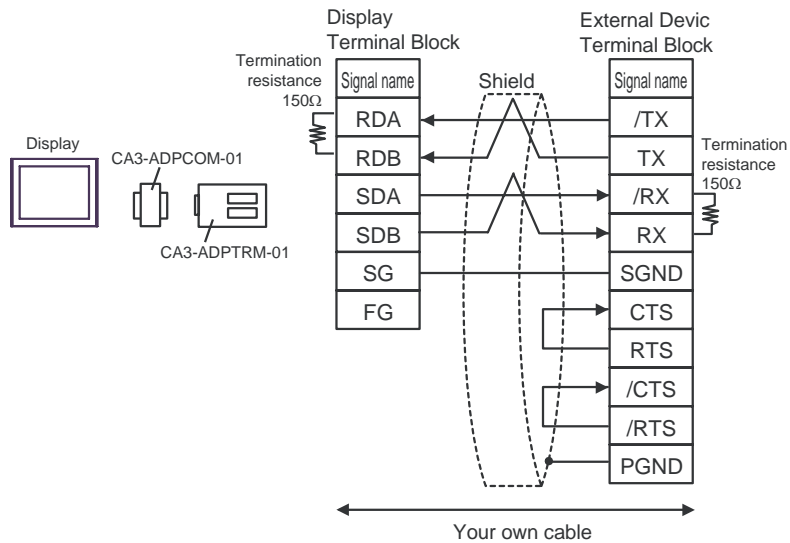 Display
Terminal Block
External Devic
Terminal Block
Termination
resistance
150Ω
Signal name
Shield
Signal name
RDA
/TX
Display
CA3-ADPCOM-01
RDB
TX
Termination
resistance
150Ω
SDA
/RX
SDB
RX
CA3-ADPTRM-01
SG
SGND
FG
CTS
RTS
/CTS
/RTS
PGND
Your own cable